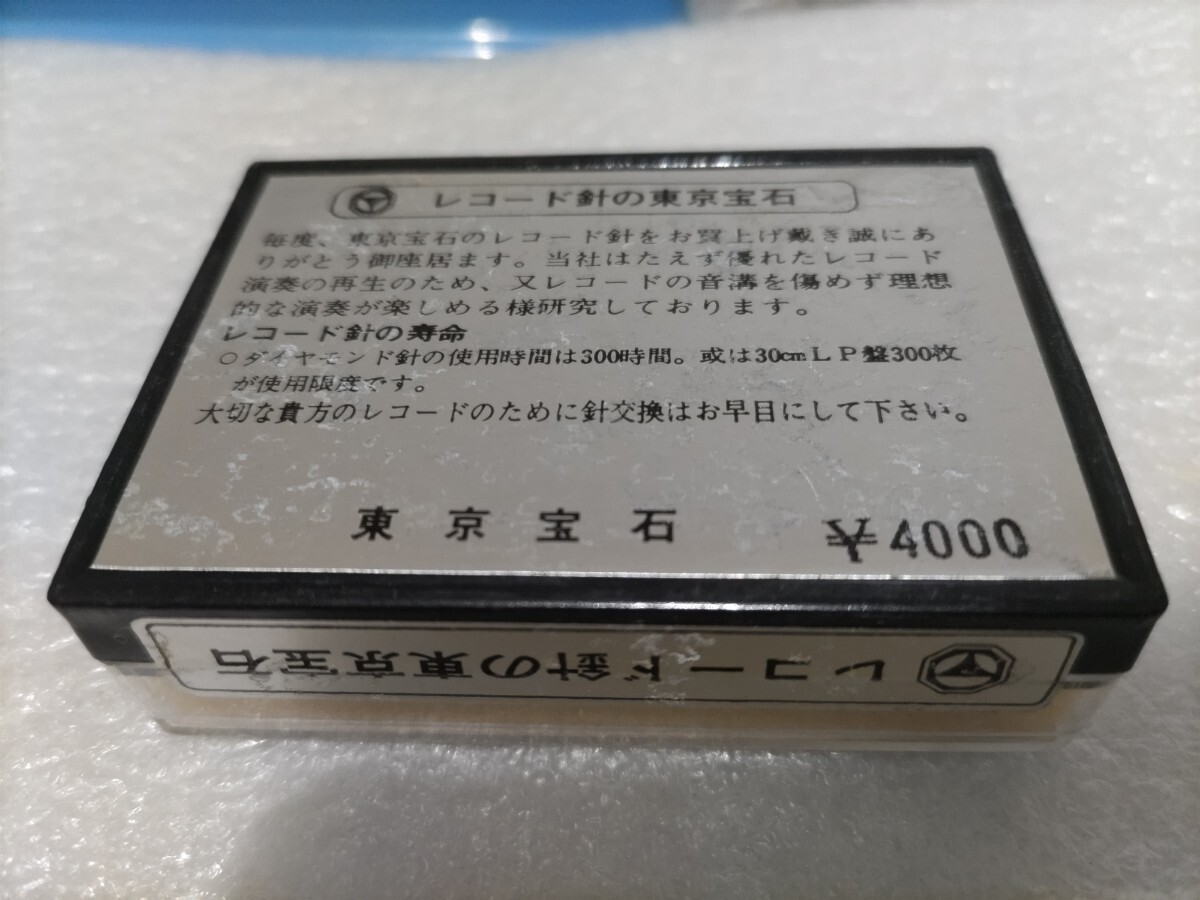 レコード針の東京宝石
毎度、東京宝石のレコード針をお買上げ戴き誠にあ
りがとう御座居ます。当社はたえず優れたレコード
演奏の再生のため、又レコードの音溝を傷めず理想
的な演奏が楽しめる様研究しております。
レコード針の寿命
○ダイヤモンド針の使用時間は300時間。或は30cmLP盤300枚
が使用限度です。
大切な貴方のレコードのために針交換はお早目にして下さい。
東京宝石
¥4000
レコード針の東京宝石